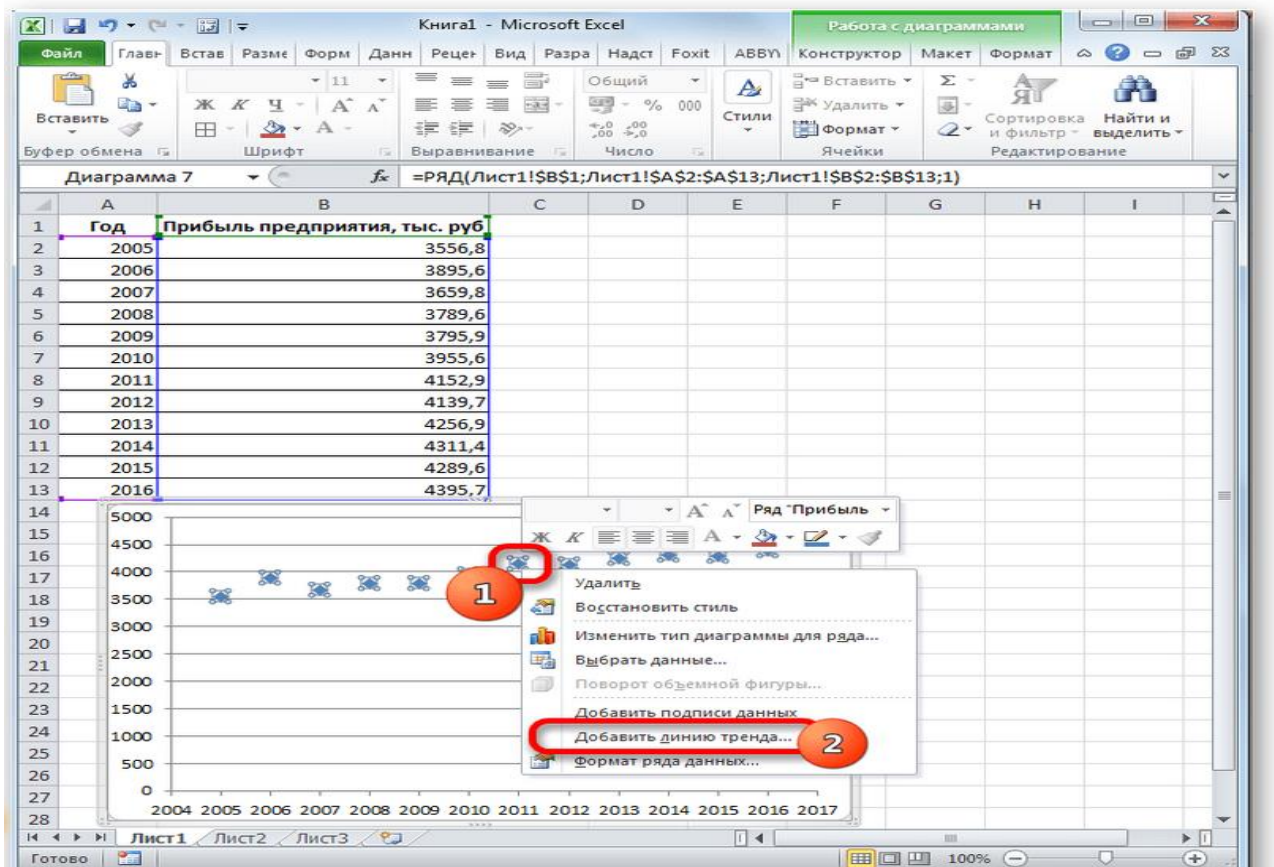 Книга1 - Microsoft Excel
Работа с диаграммами
Файл Главн Встав Разме Форм Данн Рецен Вид Разра Надст Foxit ABBY Конструктор Макет Формат
Вставить
11
Ж К Ч А А
А
Общий
% 000
Стили
Вставить
Удалить
Формат
Σ
Сортировка и фильтр
Найти и выделить
Буфер обмена Шрифт Выравнивание Число Ячейки Редактирование
Диаграмма 7 fx =РЯД(Лист1!$B$1;Лист1!$A$2:$A$13;Лист1!$B$2:$B$13;1)
A B C D E F G H I
1 Год Прибыль предприятия, тыс. руб
2 2005 3556,8
3 2006 3895,6
4 2007 3659,8
5 2008 3789,6
6 2009 3795,9
7 2010 3955,6
8 2011 4152,9
9 2012 4139,7
10 2013 4256,9
11 2014 4311,4
12 2015 4289,6
13 2016 4395,7
14
15
16
17
18
19
20
21
22
23
24
25
26
27
28
5000
4500
4000
3500
3000
2500
2000
1500
1000
500
0
2004 2005 2006 2007 2008 2009 2010 2011 2012 2013 2014 2015 2016 2017
А А Ряд "Прибыль
Ж К А
1
Удалить
Восстановить стиль
Изменить тип диаграммы для ряда...
Выбрать данные...
Поворот объемной фигуры...
Добавить подписи данных
Добавить линию тренда...
2
Формат ряда данных...
Лист1 Лист2 Лист3
Готово 100%